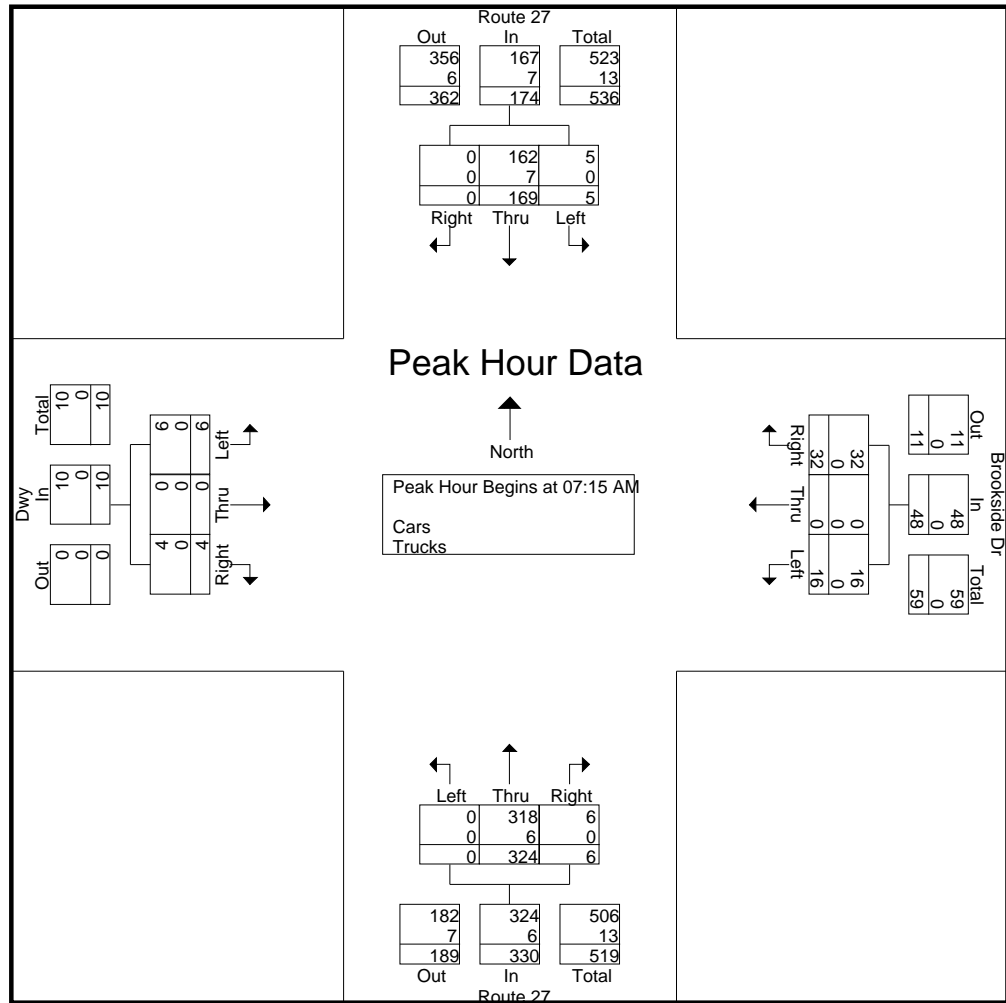 Route 27
Out In Total
356 167 523
6 7 13
362 174 536
0 162 5
0 7 0
0 169 5
Right Thru Left
Peak Hour Data
North
Peak Hour Begins at 07:15 AM
Cars
Trucks
Dwy
Total In Out
10 10 0
0 0 0
10 10 0
6 0 4
0 0 0
6 0 4
Left Thru Right
Brookside Dr
Out In Total
11 48 59
0 0 0
11 48 59
32 0 16
0 0 0
32 0 16
Right Thru Left
Left Thru Right
0 318 6
0 6 0
0 324 6
182 324 506
7 6 13
189 330 519
Out In Total
Route 27